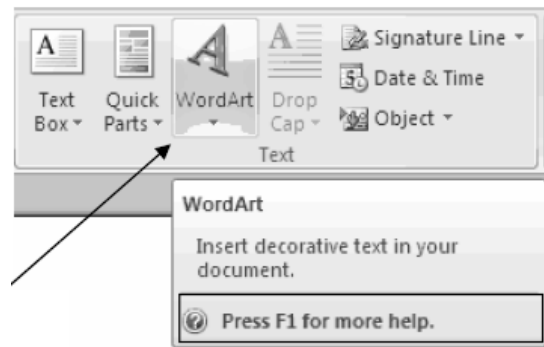 A
A
A
Signature Line
5 Date & Time
Object
Text
Box
Quick
Parts
WordArt
Drop
Cap
Text
WordArt
Insert decorative text in your
document.
Press F1 for more help.